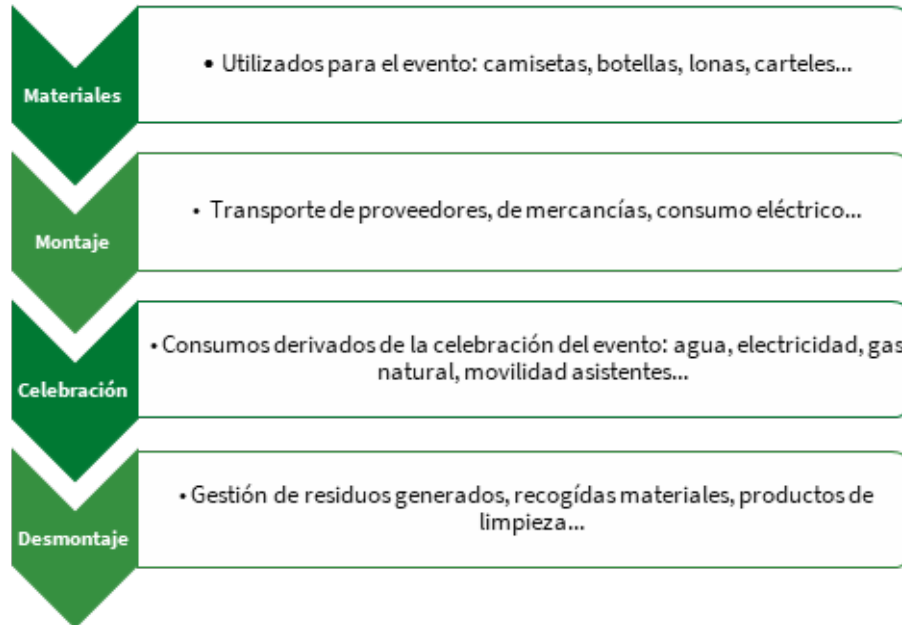 Materiales
• Utilizados para el evento: camisetas, botellas, lonas, carteles...
Montaje
• Transporte de proveedores, de mercancías, consumo eléctrico...
Celebración
• Consumos derivados de la celebración del evento: agua, electricidad, gas
natural, movilidad asistentes...
Desmontaje
• Gestión de residuos generados, recogídas materiales, productos de
limpieza...